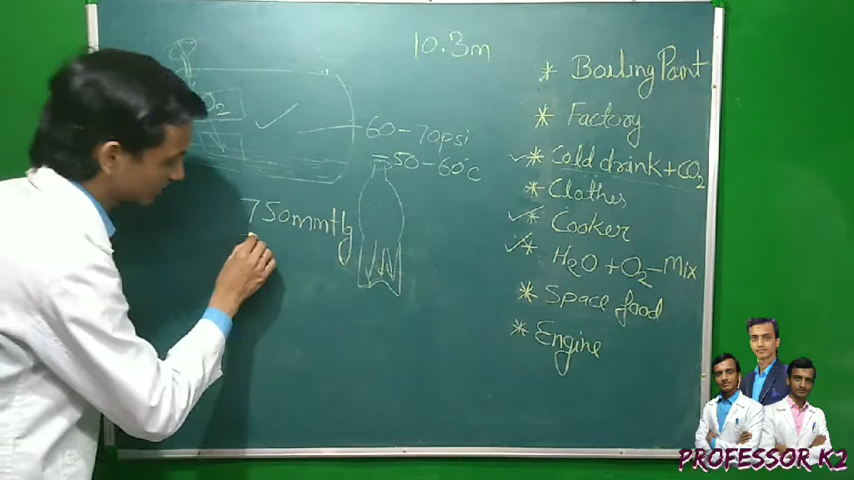 10.3m
O2
60-70psi
50-60°C
750mmHg
* Boiling Point
* Factory
✓* Cold drink+CO2
* Clothes
✓* Cooker
✓* H2O+O2-Mix
* Space food
* Engine
PROFESSOR K2